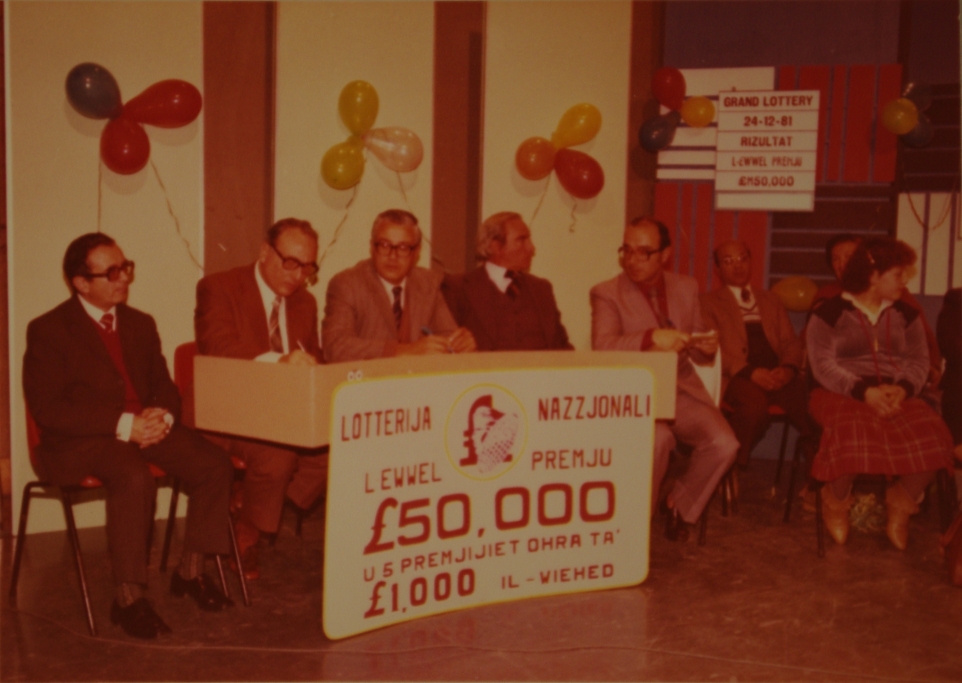 GRAND LOTTERY
24-12-81
RIZULTAT
L-EWWEL PREMJU
£M50,000
LOTTERIJA NAZZJONALI
L EWWEL PREMJU
£50,000
U 5 PREMJIJIET OHRA TA'
£1,000 IL-WIEHED